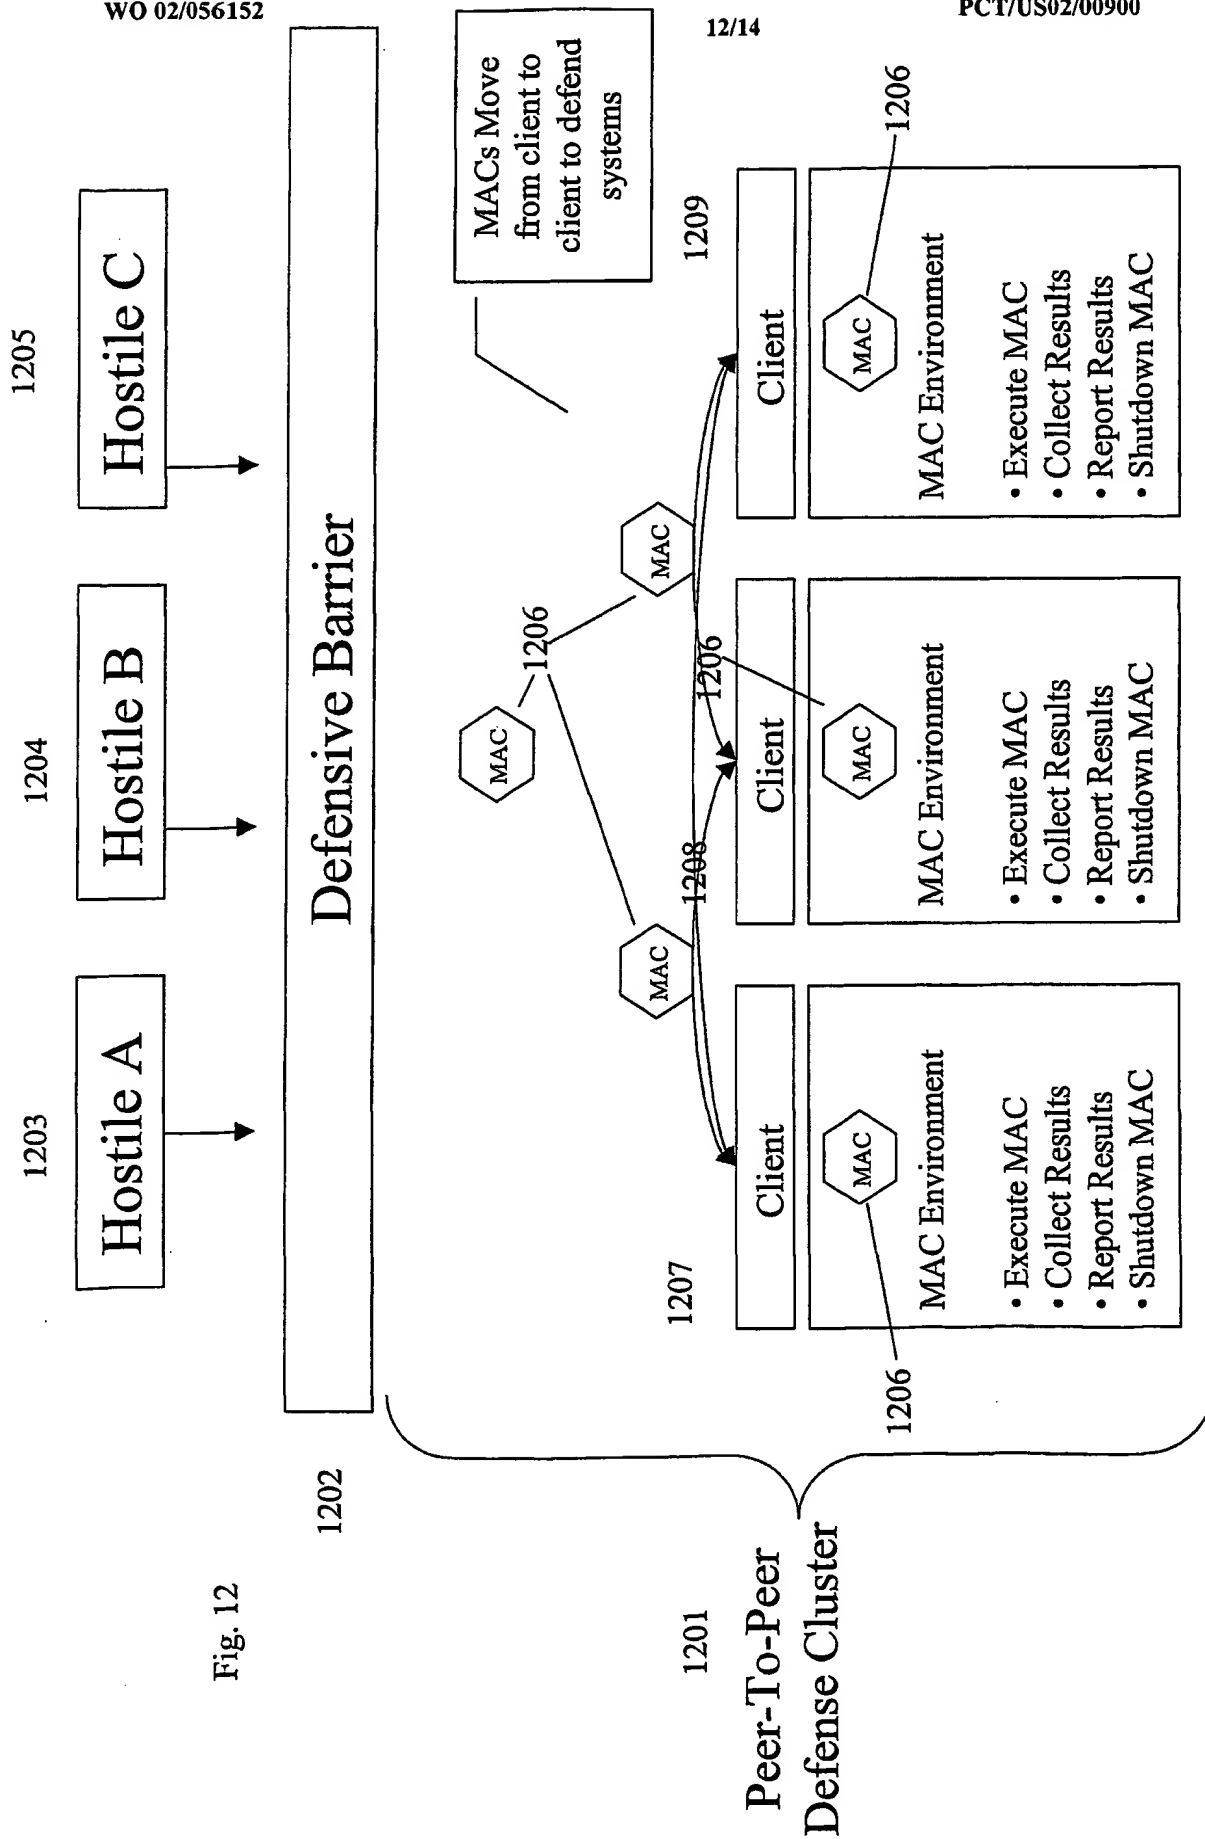 WO 02/056152
12/14
PCT/US02/00900
Fig. 12
1203
1204
1205
Hostile A
Hostile B
Hostile C
1202
Defensive Barrier
MACs Move
from client to
client to defend
systems
1206
MAC
MAC
MAC
1201
Peer-To-Peer
Defense Cluster
1207
1208
1206
1209
Client
Client
Client
MAC
MAC
MAC
1206
1206
MAC Environment
• Execute MAC
• Collect Results
• Report Results
• Shutdown MAC
MAC Environment
• Execute MAC
• Collect Results
• Report Results
• Shutdown MAC
MAC Environment
• Execute MAC
• Collect Results
• Report Results
• Shutdown MAC